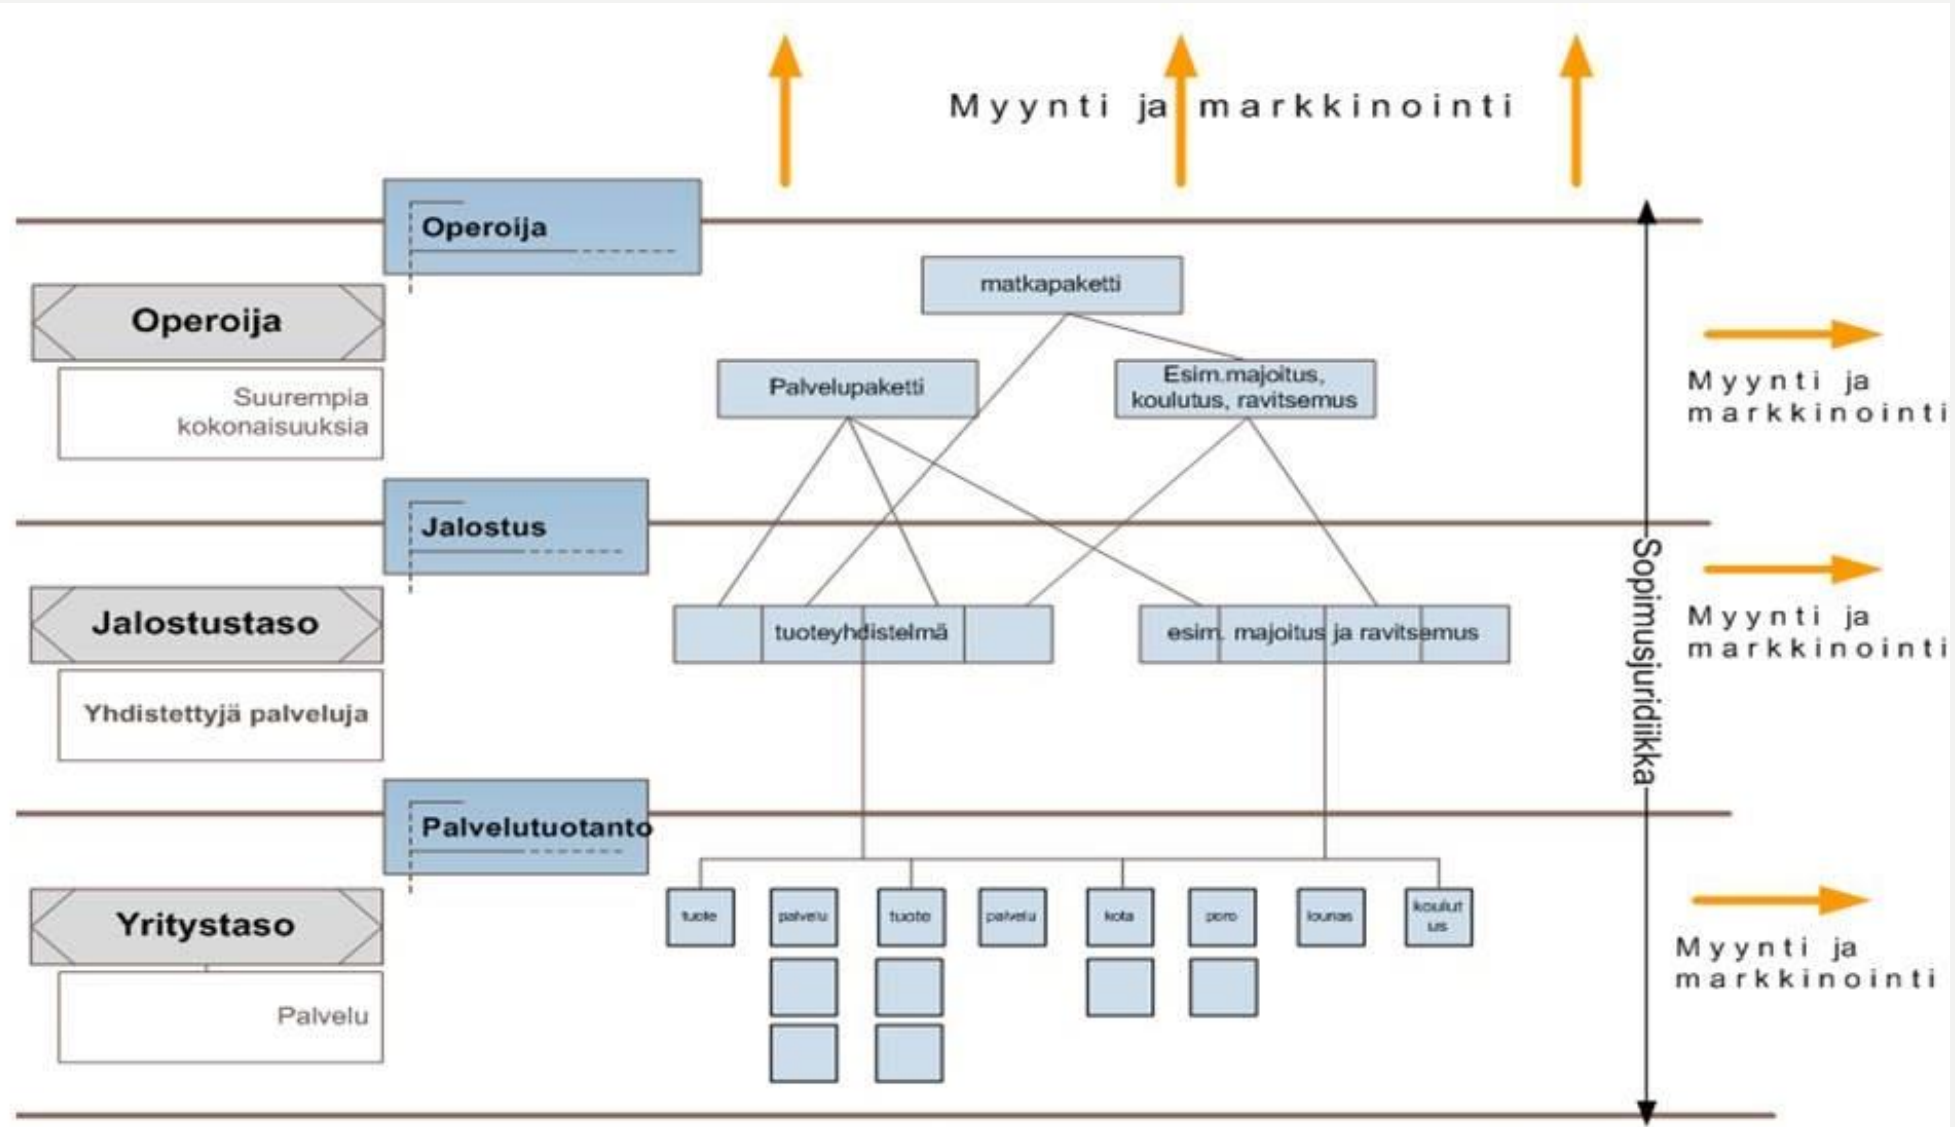 Myynti ja markkinointi
Operoija
matkapaketti
Operoija
Suurempia
kokonaisuuksia
Palvelupaketti
Esim.majoitus,
koulutus, ravitsemus
Myynti ja
markkinointi
Jalostus
Jalostustaso
tuoteyhdistelmä
esim. majoitus ja ravitsemus
Sopimusjuridiikka
Myynti ja
markkinointi
Yhdistettyjä palveluja
Palvelutuotanto
Yritystaso
tuote
palvelu
tuote
palvelu
kota
poro
lounas
koulut
us
Myynti ja
markkinointi
Palvelu